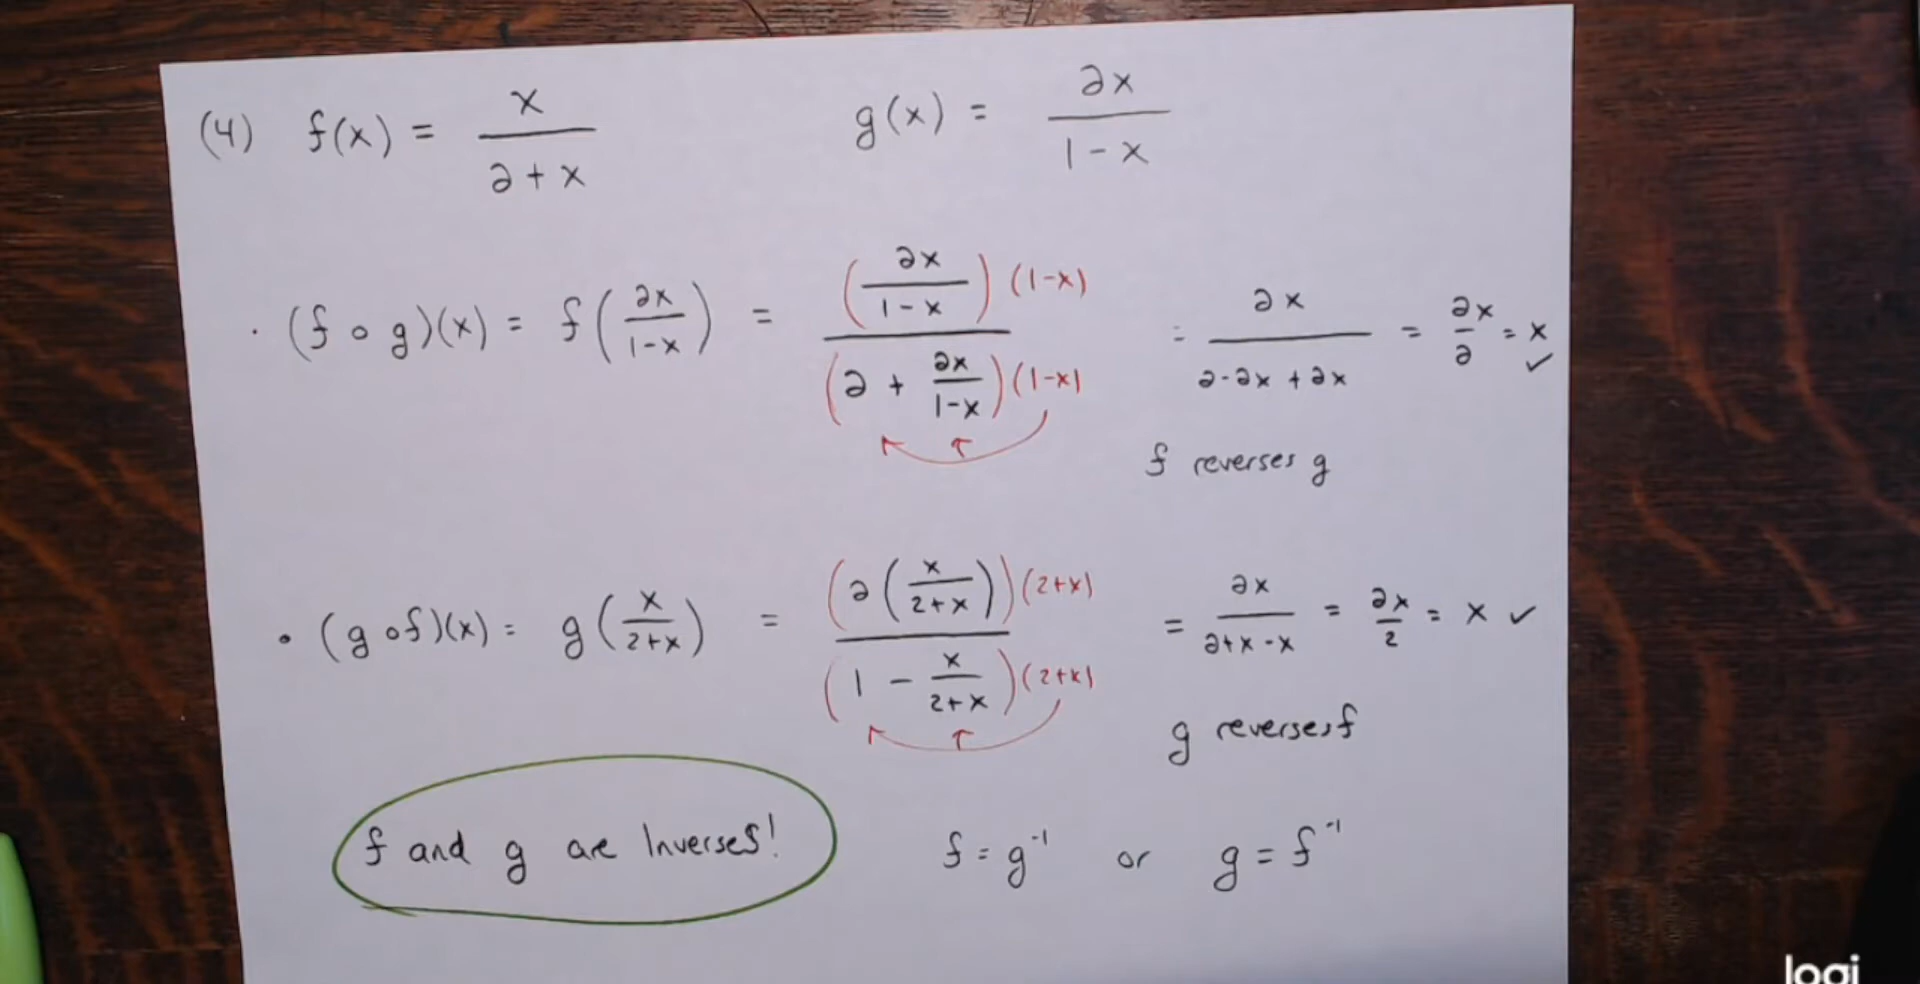 (4) f(x) = x / (2 + x)    g(x) = 2x / (1 - x)
• (f ∘ g)(x) = f(2x / (1-x)) = ((2x / (1-x)) (1-x)) / ((2 + 2x / (1-x)) (1-x)) = 2x / (2-2x+2x) = 2x/2 = x ✓
f reverses g
• (g ∘ f)(x) = g(x / (2+x)) = ((2(x / (2+x))) (2+x)) / ((1 - x / (2+x)) (2+x)) = 2x / (2+x-x) = 2x/2 = x ✓
g reverses f
f and g are Inverses!    f = g⁻¹ or g = f⁻¹
logi